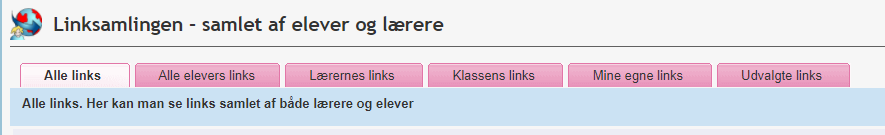 Linksamlingen - samlet af elever og lærere
Alle links Alle elevers links Lærernes links Klassens links Mine egne links Udvalgte links
Alle links. Her kan man se links samlet af både lærere og elever